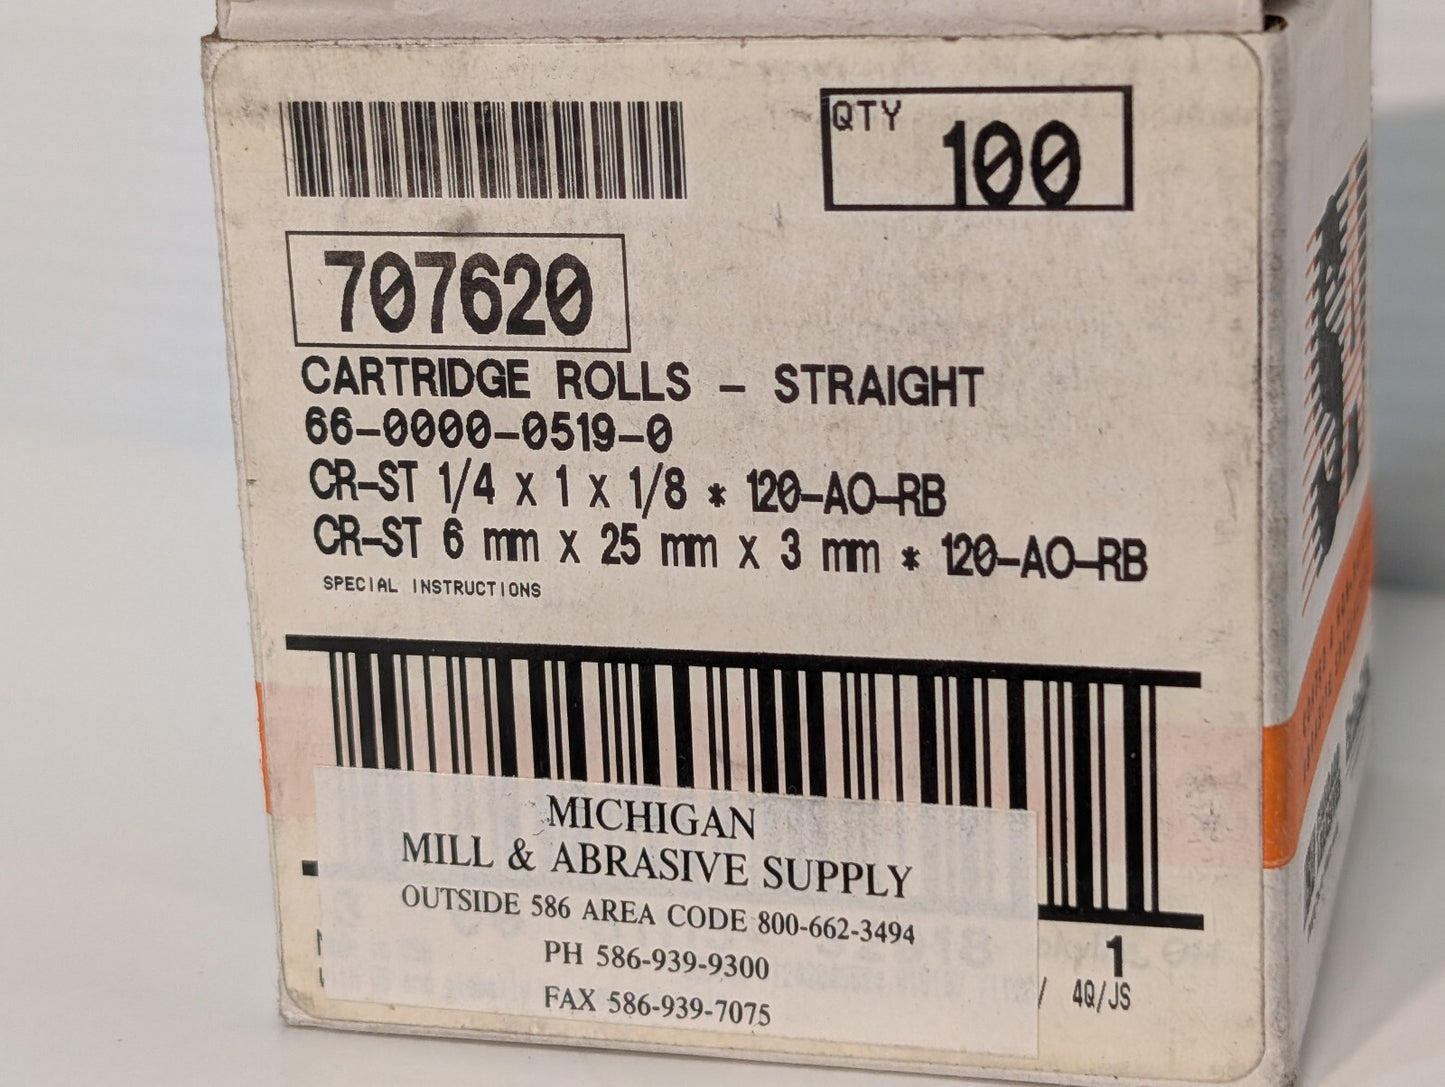 QTY 100
707620
CARTRIDGE ROLLS - STRAIGHT
66-0000-0519-0
CR-ST 1/4 x 1 x 1/8 * 120-AO-RB
CR-ST 6 mm x 25 mm x 3 mm * 120-AO-RB
SPECIAL INSTRUCTIONS
MICHIGAN
MILL & ABRASIVE SUPPLY
OUTSIDE 586 AREA CODE 800-662-3494
PH 586-939-9300
FAX 586-939-7075
1
/ 4Q/JS